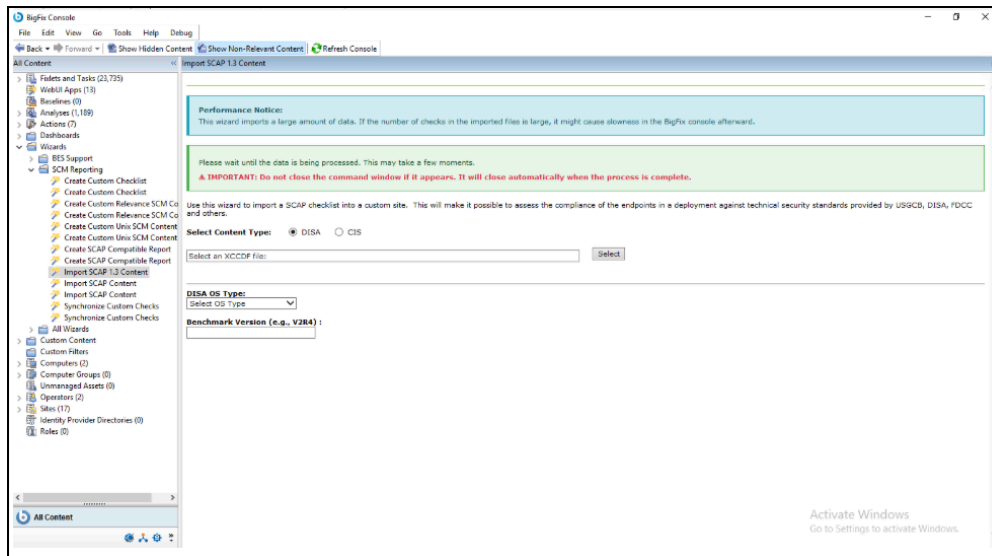 BigFix Console
File Edit View Go Tools Help Debug
Back Forward Show Hidden Content Show Non-Relevant Content Refresh Console
All Content
Fixlets and Tasks (23,735)
WebUI Apps (13)
Baselines (0)
Analyses (1,189)
Actions (7)
Dashboards
Wizards
BES Support
SCM Reporting
Create Custom Checklist
Create Custom Checklist
Create Custom Relevance SCM Co
Create Custom Relevance SCM Co
Create Custom Unix SCM Content
Create Custom Unix SCM Content
Create SCAP Compatible Report
Create SCAP Compatible Report
Import SCAP 1.3 Content
Import SCAP Content
Import SCAP Content
Synchronize Custom Checks
Synchronize Custom Checks
All Wizards
Custom Content
Custom Filters
Computers (2)
Computer Groups (0)
Unmanaged Assets (0)
Operators (2)
Sites (17)
Identity Provider Directories (0)
Roles (0)
All Content
Import SCAP 1.3 Content
Performance Notice:
This wizard imports a large amount of data. If the number of checks in the imported files is large, it might cause slowness in the BigFix console afterward.
Please wait until the data is being processed. This may take a few moments.
⚠ IMPORTANT: Do not close the command window if it appears. It will close automatically when the process is complete.
Use this wizard to import a SCAP checklist into a custom site. This will make it possible to assess the compliance of the endpoints in a deployment against technical security standards provided by USGCB, DISA, FDCC
and others.
Select Content Type: DISA CIS
Select an XCCDF file: Select
DISA OS Type:
Select OS Type
Benchmark Version (e.g., V2R4) :
Activate Windows
Go to Settings to activate Windows.